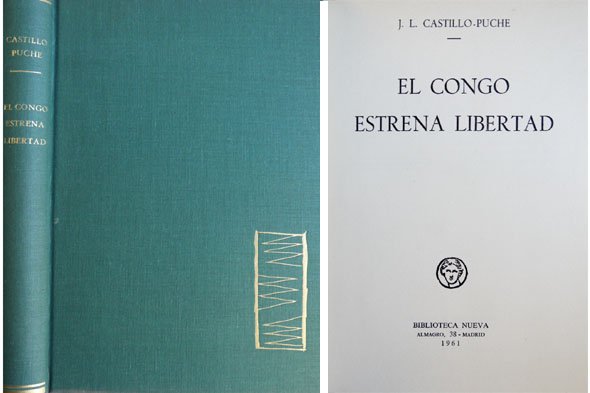 CASTILLO
PUCHE
EL CONGO
ESTRENA
LIBERTAD
J. L. CASTILLO-PUCHE
EL CONGO
ESTRENA LIBERTAD
BIBLIOTECA NUEVA
ALMAGRO, 38 - MADRID
1961